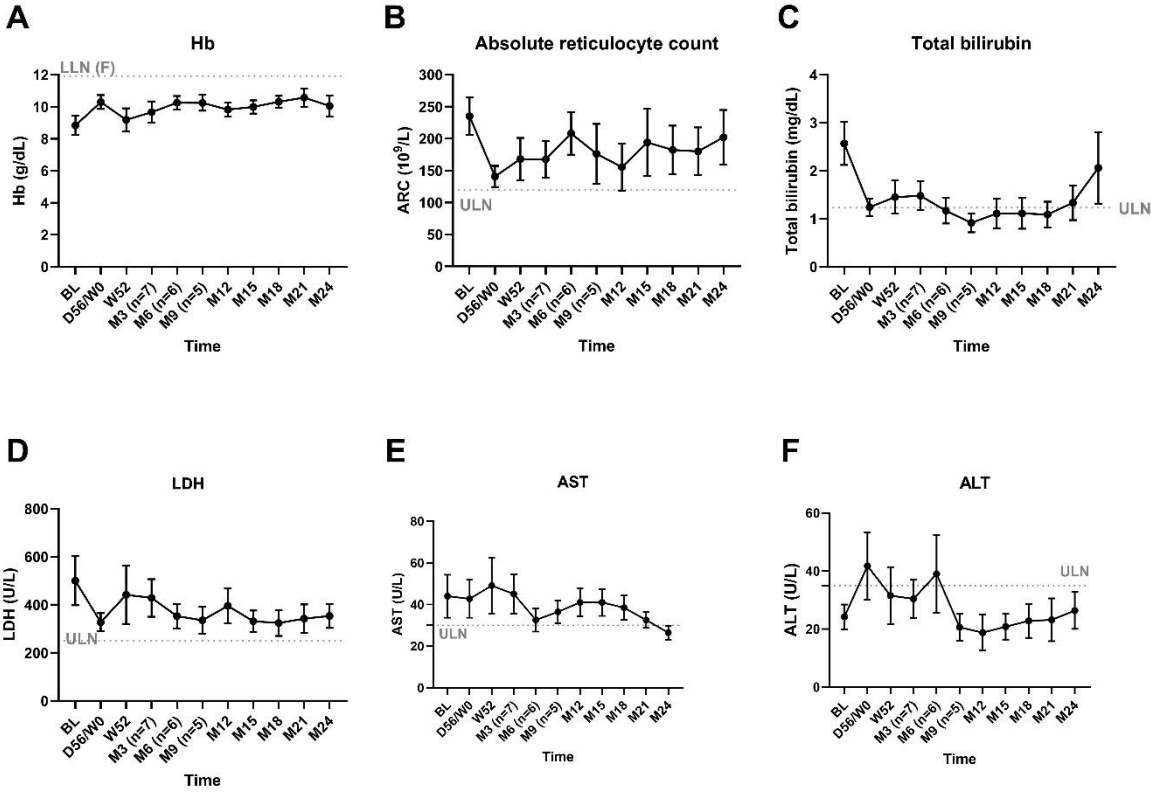 A
Hb
LLN (F)
12
10
8
6
4
2
0
Hb (g/dL)
BL
D56/W0
W52
M3 (n=7)
M6 (n=6)
M9 (n=5)
M12
M15
M18
M21
M24
Time
B
Absolute reticulocyte count
300
250
200
150
100
50
0
ARC (10⁹/L)
ULN
BL
D56/W0
W52
M3 (n=7)
M6 (n=6)
M9 (n=5)
M12
M15
M18
M21
M24
Time
C
Total bilirubin
4
3
2
1
0
Total bilirubin (mg/dL)
ULN
BL
D56/W0
W52
M3 (n=7)
M6 (n=6)
M9 (n=5)
M12
M15
M18
M21
M24
Time
D
LDH
800
600
400
200
0
LDH (U/L)
ULN
BL
D56/W0
W52
M3 (n=7)
M6 (n=6)
M9 (n=5)
M12
M15
M18
M21
M24
Time
E
AST
80
60
40
20
0
AST (U/L)
ULN
BL
D56/W0
W52
M3 (n=7)
M6 (n=6)
M9 (n=5)
M12
M15
M18
M21
M24
Time
F
ALT
60
40
20
0
ALT (U/L)
ULN
BL
D56/W0
W52
M3 (n=7)
M6 (n=6)
M9 (n=5)
M12
M15
M18
M21
M24
Time